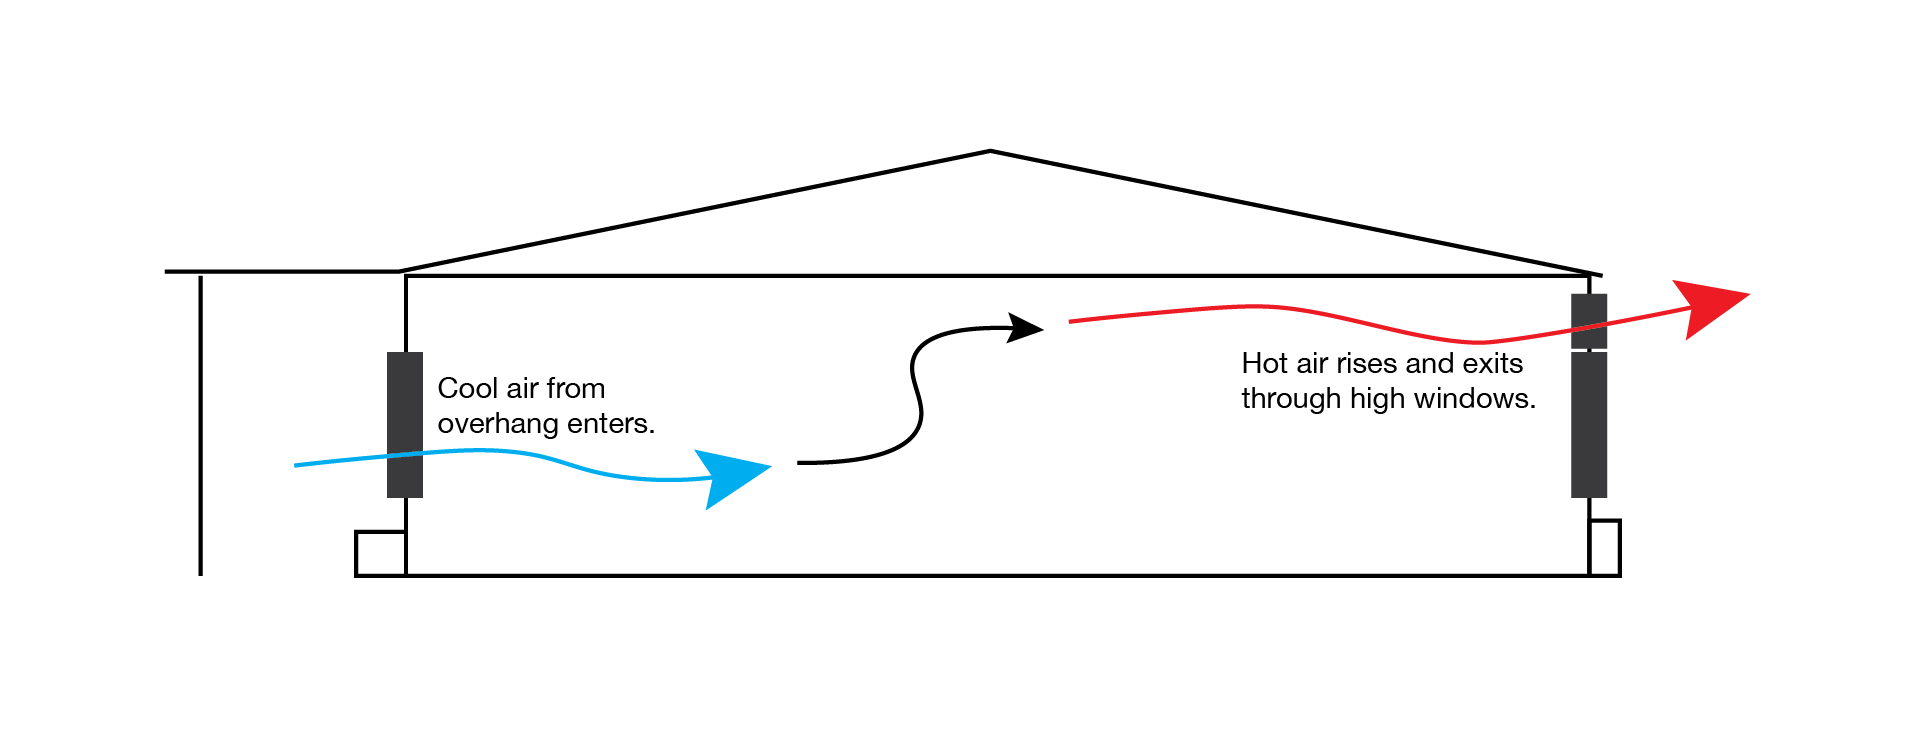 Cool air from
overhang enters.
Hot air rises and exits
through high windows.